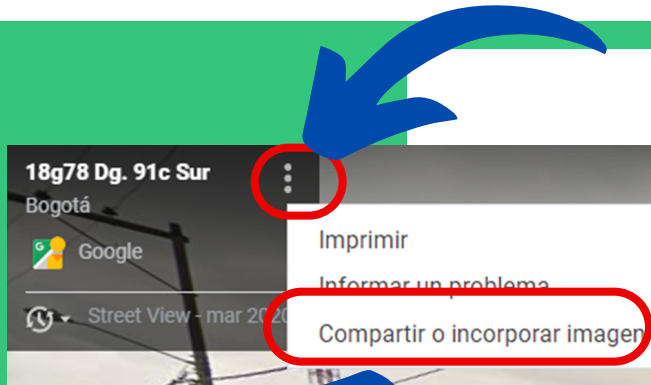 18g78 Dg. 91c Sur
Bogotá
Google
Street View - mar 2020
Imprimir
Informar un problema
Compartir o incorporar imagen